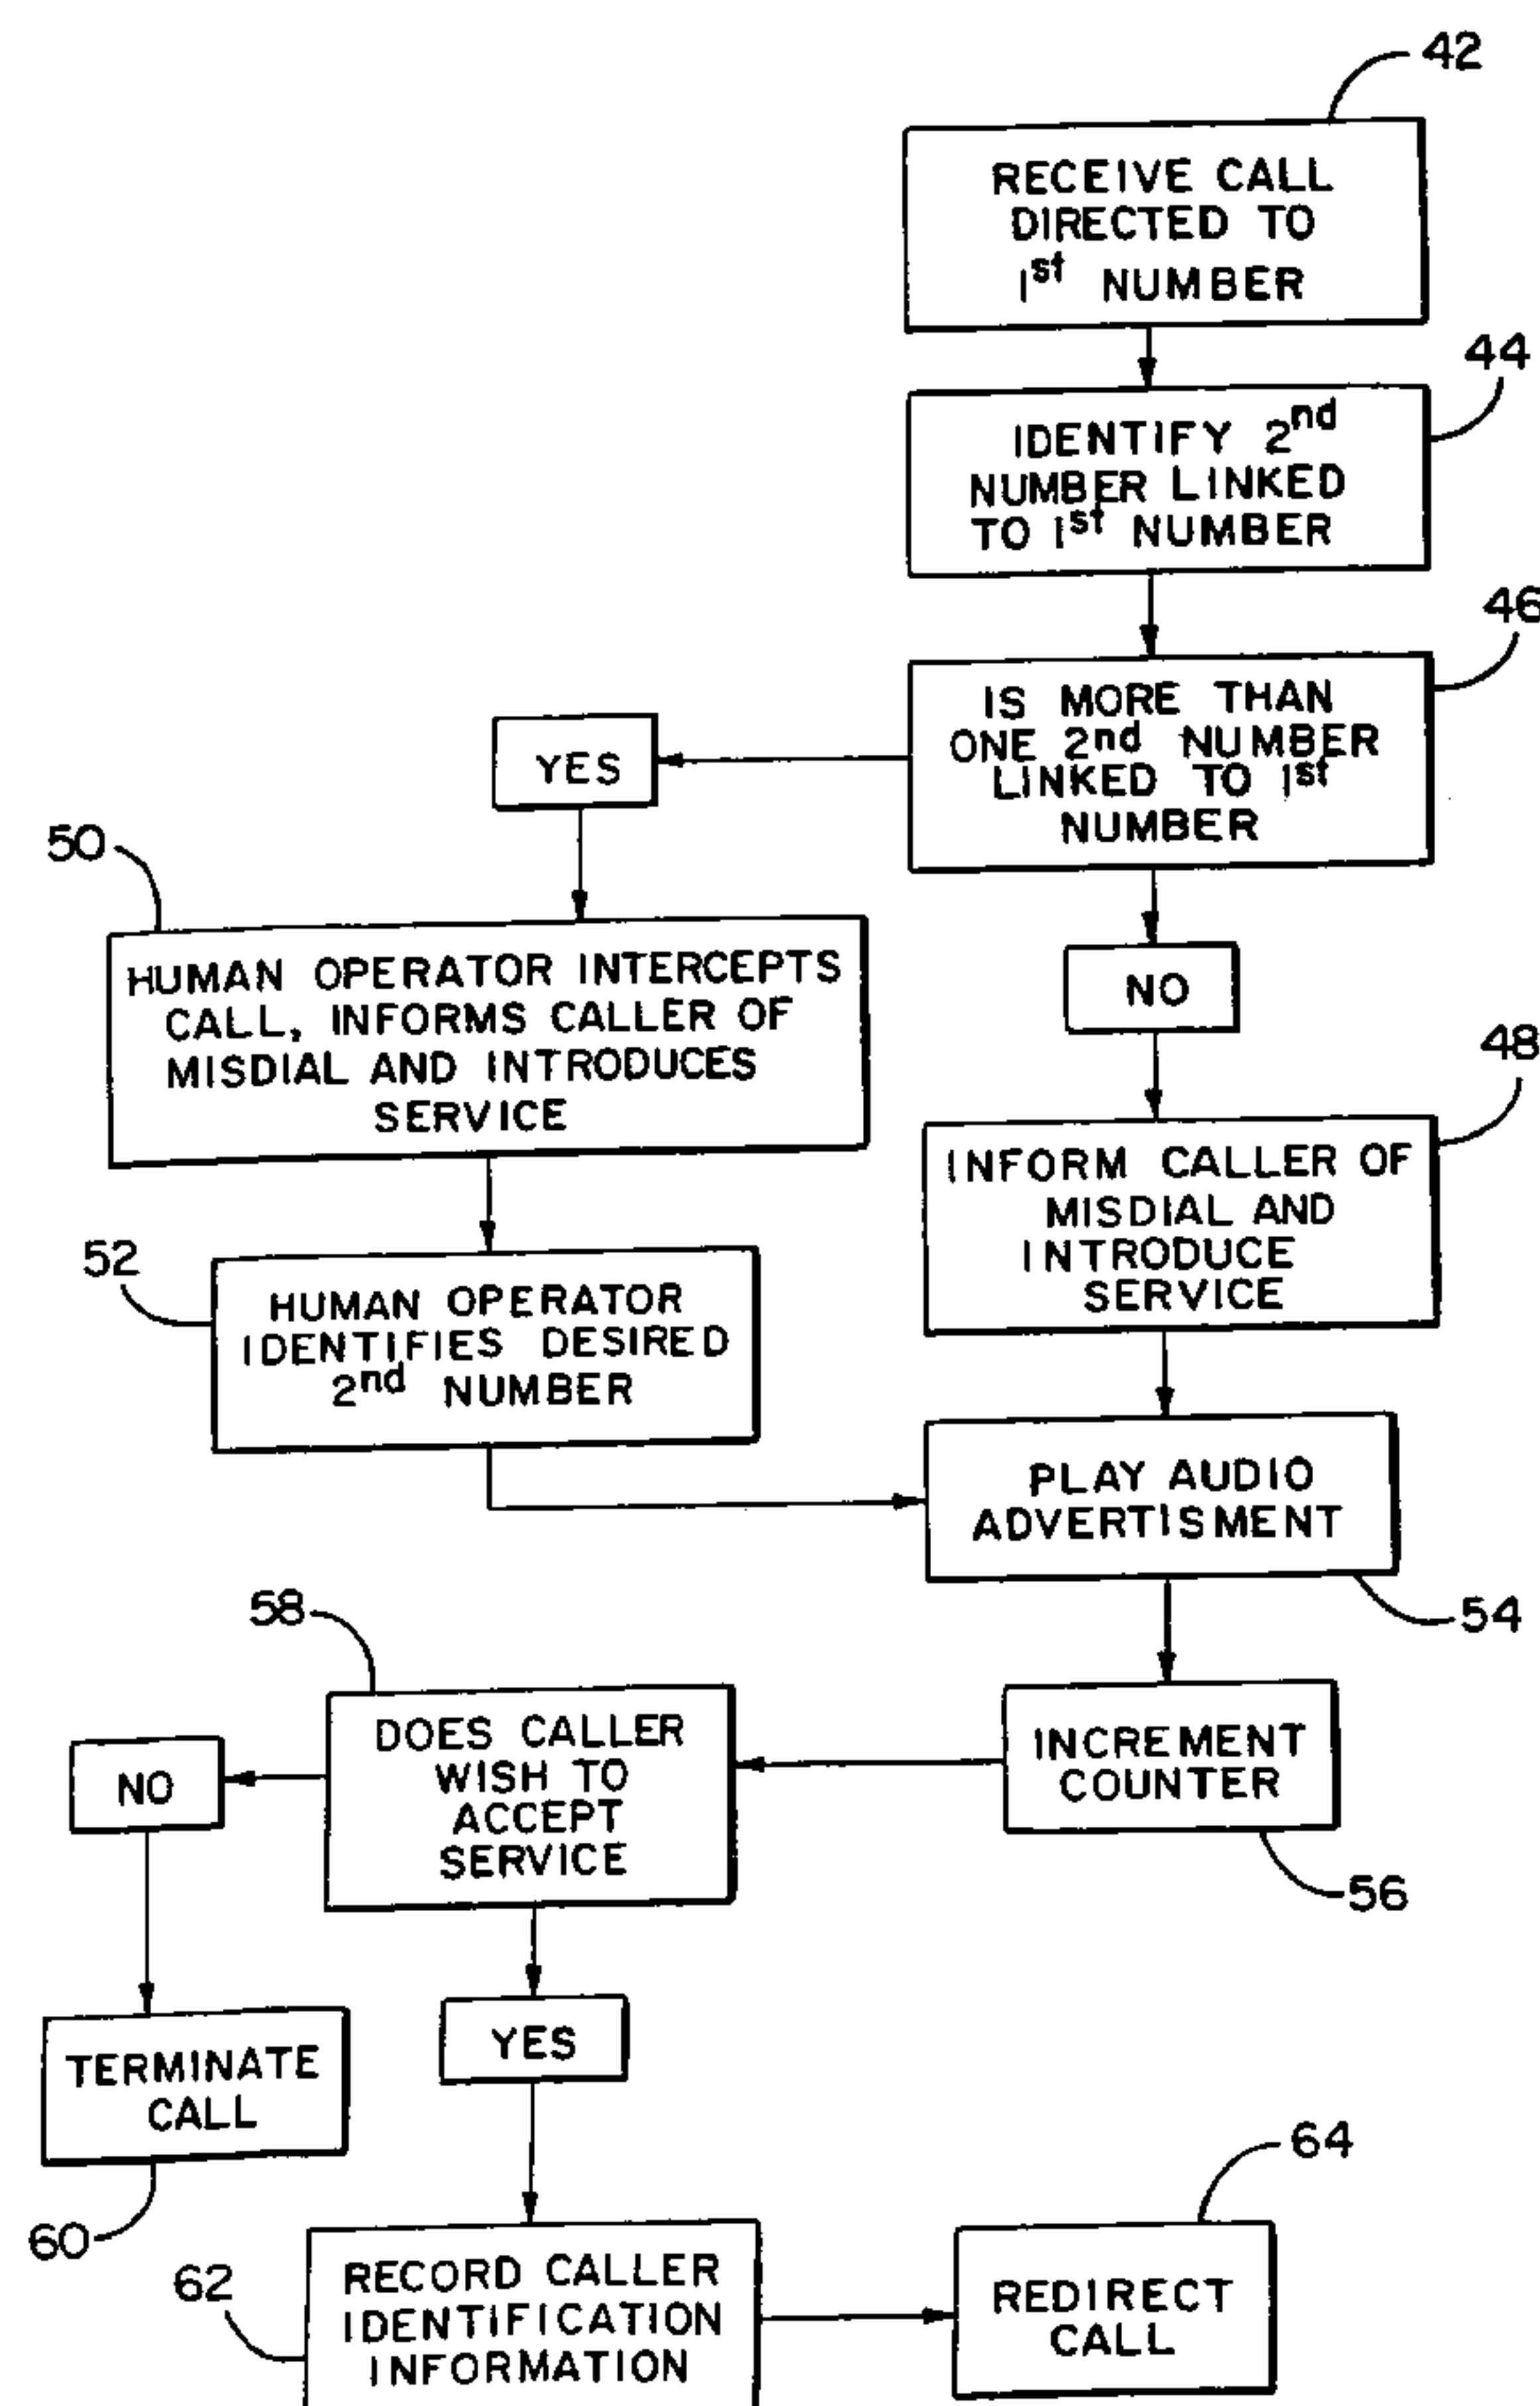 42
RECEIVE CALL
DIRECTED TO
1st NUMBER
44
IDENTIFY 2nd
NUMBER LINKED
TO 1st NUMBER
46
IS MORE THAN
ONE 2nd NUMBER
LINKED TO 1st
NUMBER
YES
50
HUMAN OPERATOR INTERCEPTS
CALL, INFORMS CALLER OF
MISDIAL AND INTRODUCES
SERVICE
NO
48
INFORM CALLER OF
MISDIAL AND
INTRODUCE
SERVICE
52
HUMAN OPERATOR
IDENTIFIES DESIRED
2nd NUMBER
PLAY AUDIO
ADVERTISMENT
54
58
DOES CALLER
WISH TO
ACCEPT
SERVICE
INCREMENT
COUNTER
56
NO
YES
TERMINATE
CALL
60
62
RECORD CALLER
IDENTIFICATION
INFORMATION
64
REDIRECT
CALL